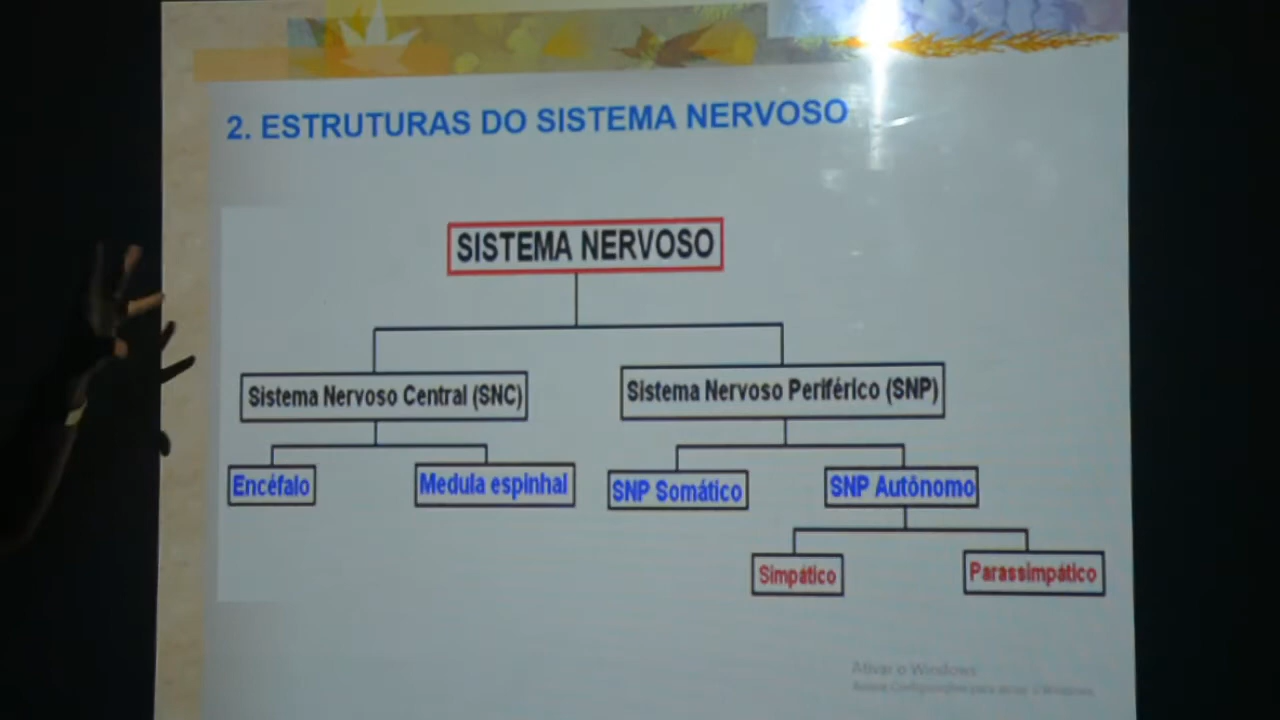 2. ESTRUTURAS DO SISTEMA NERVOSO
SISTEMA NERVOSO
Sistema Nervoso Central (SNC)
Sistema Nervoso Periférico (SNP)
Encéfalo
Medula espinhal
SNP Somático
SNP Autônomo
Simpático
Parassimpático
Ativar o Windows